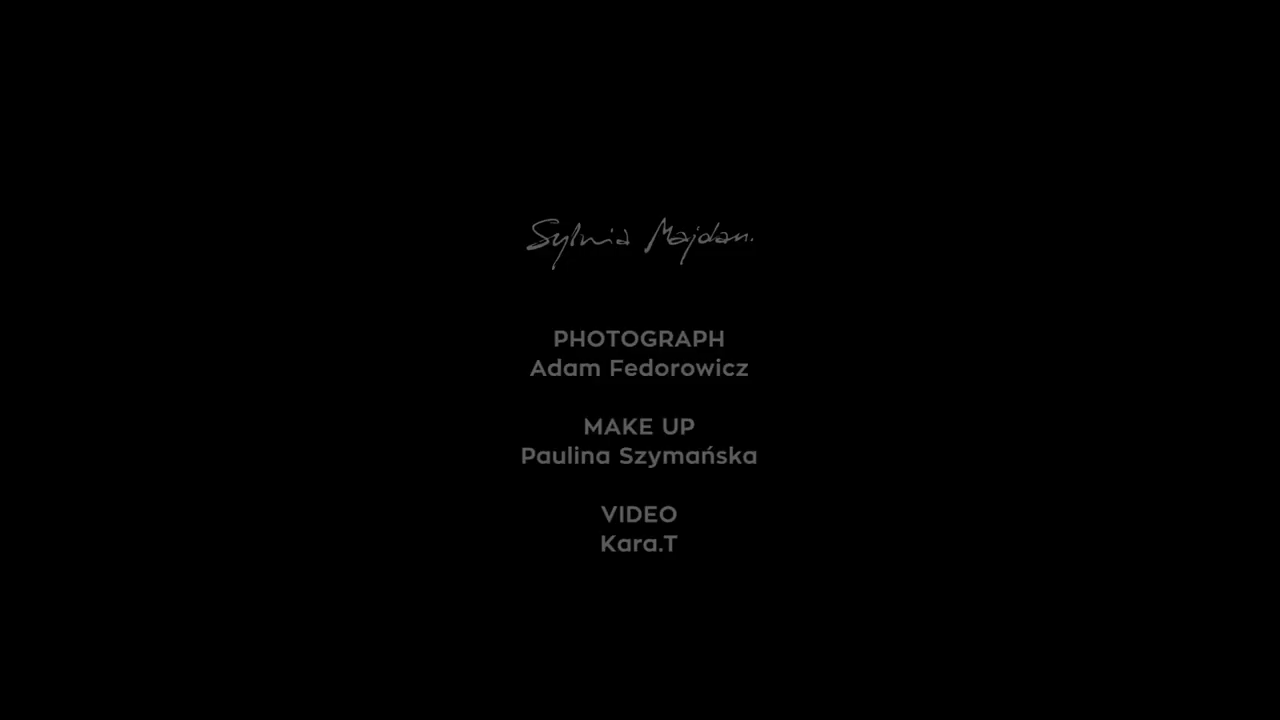 Sylwia Majdan.
PHOTOGRAPH
Adam Fedorowicz
MAKE UP
Paulina Szymańska
VIDEO
Kara.T